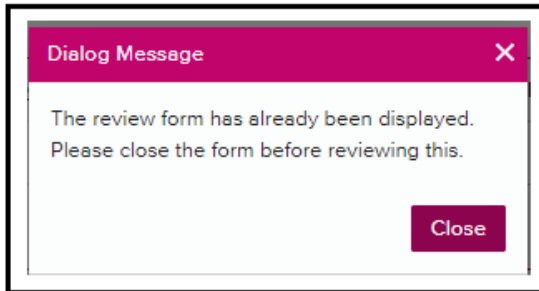 Dialog Message
The review form has already been displayed.
Please close the form before reviewing this.
Close